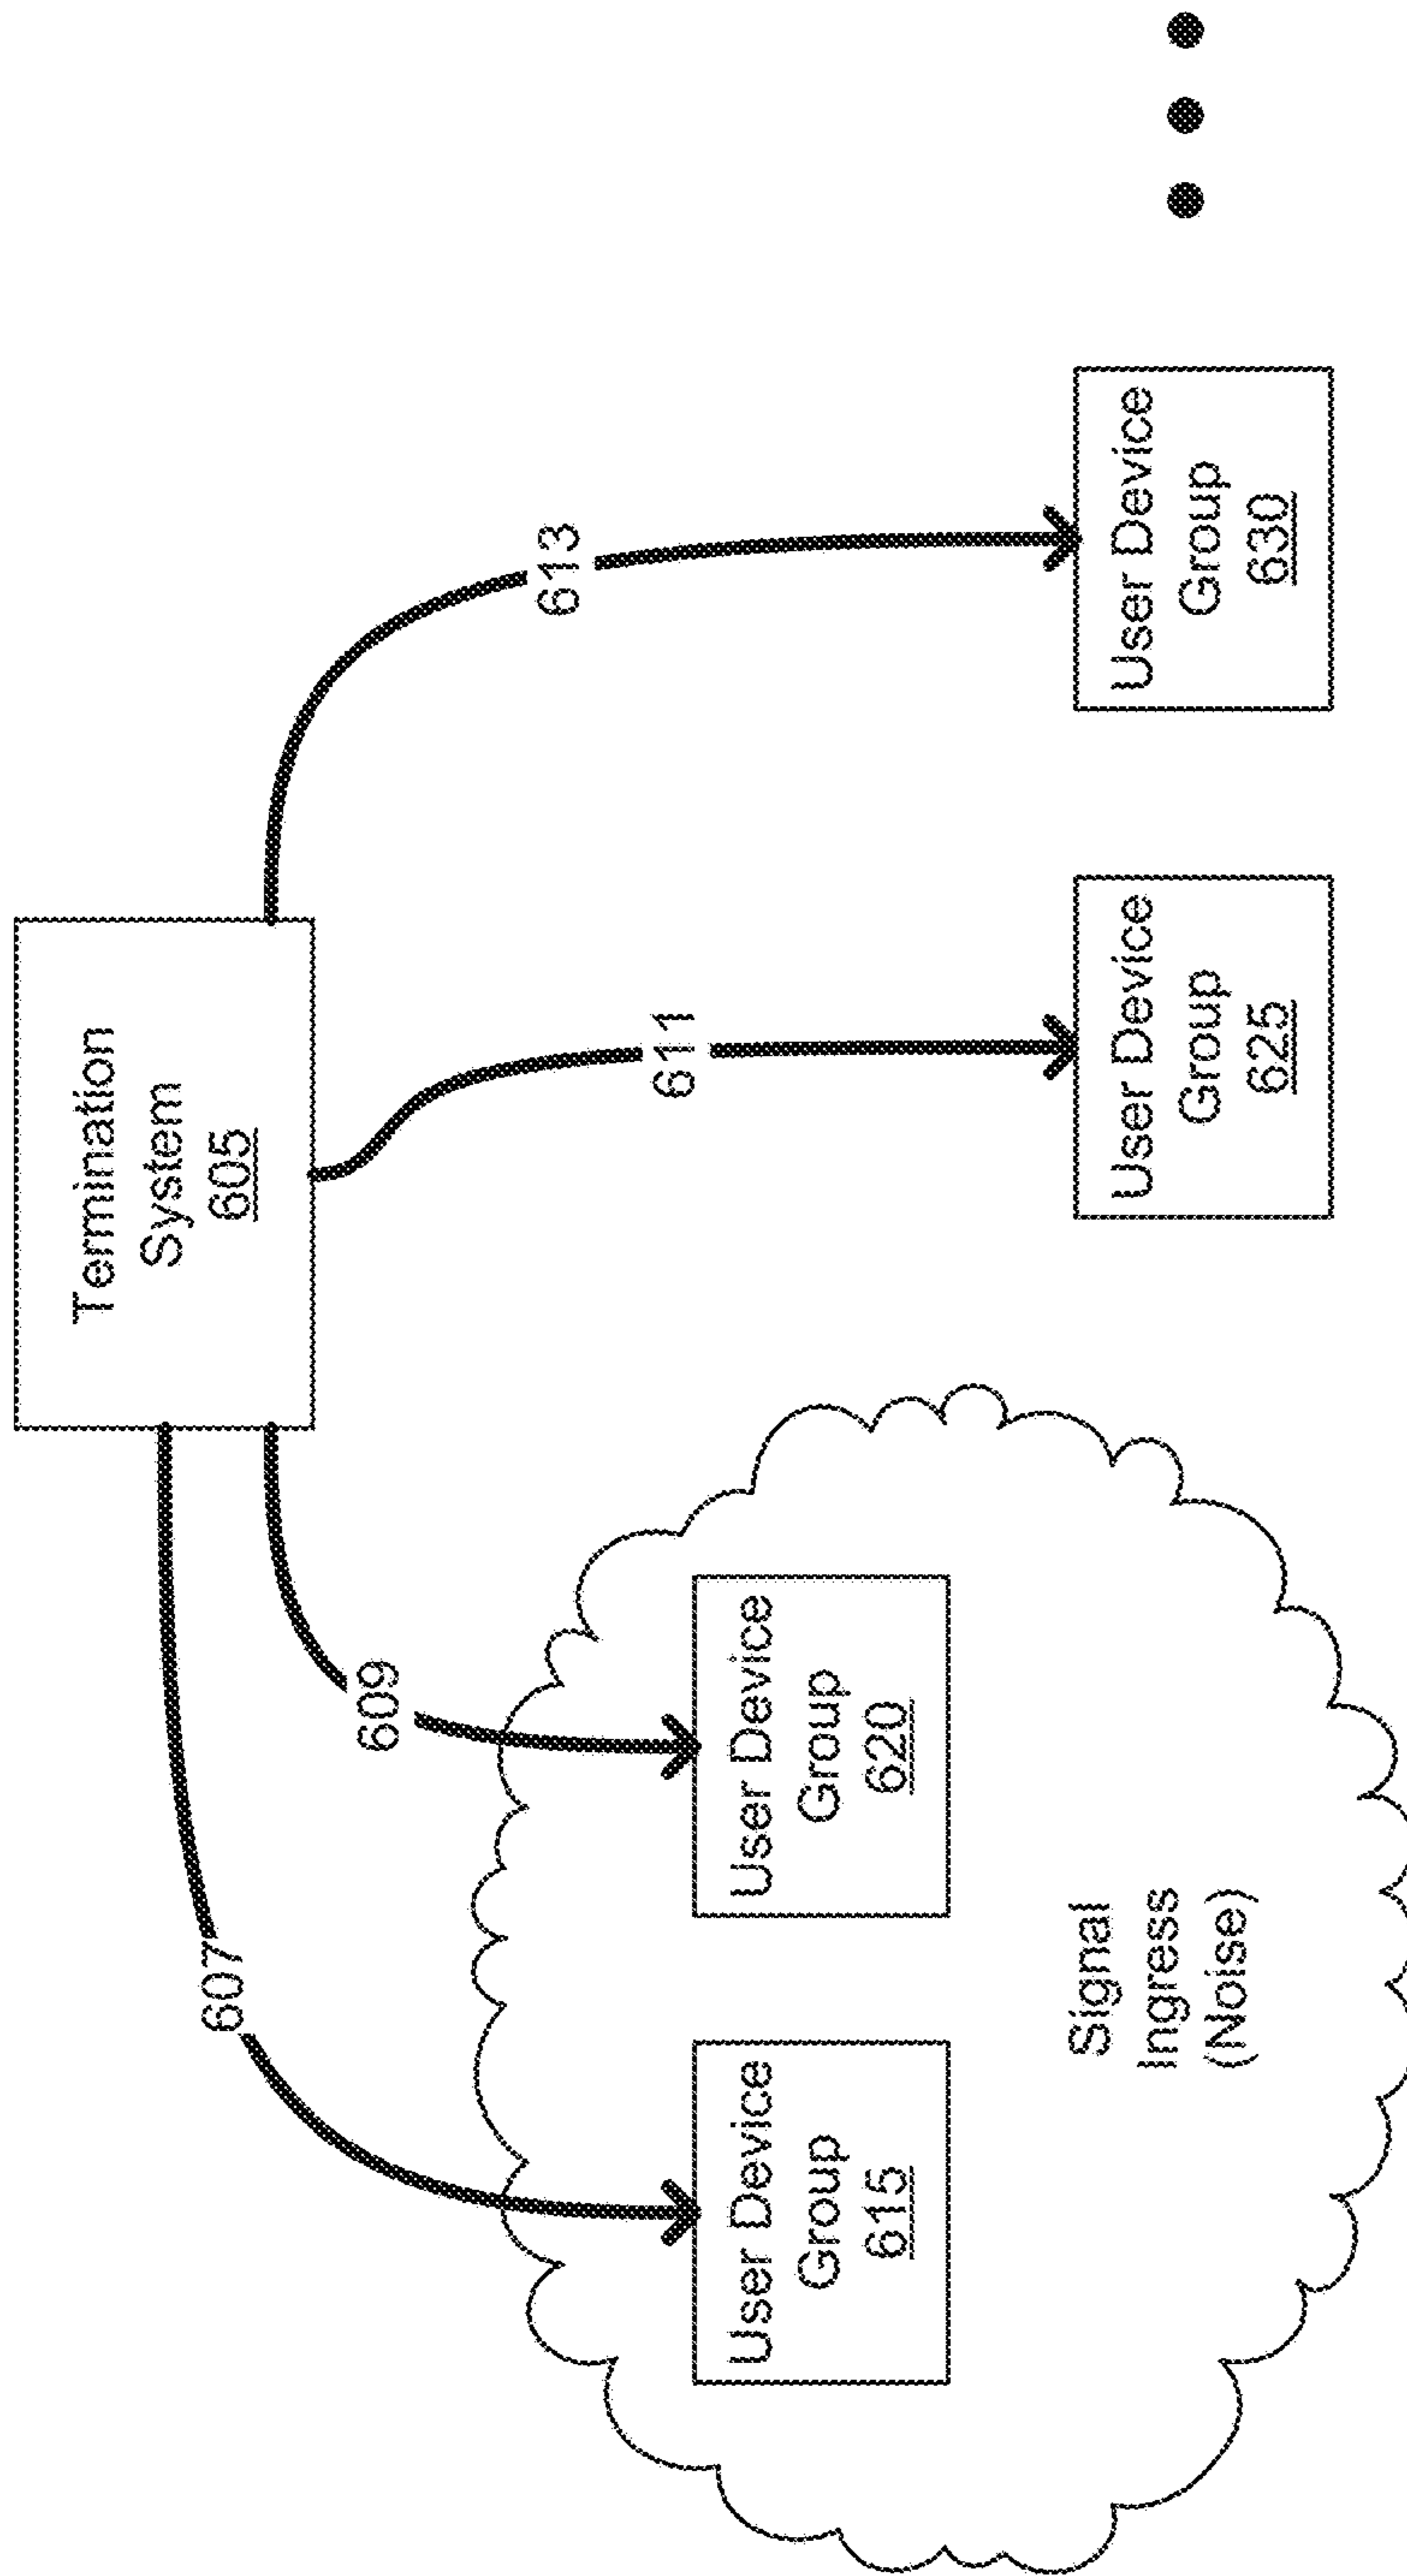 Termination
System
605
607
609
611
613
User Device
Group
615
User Device
Group
620
User Device
Group
625
User Device
Group
630
Signal
Ingress
(Noise)